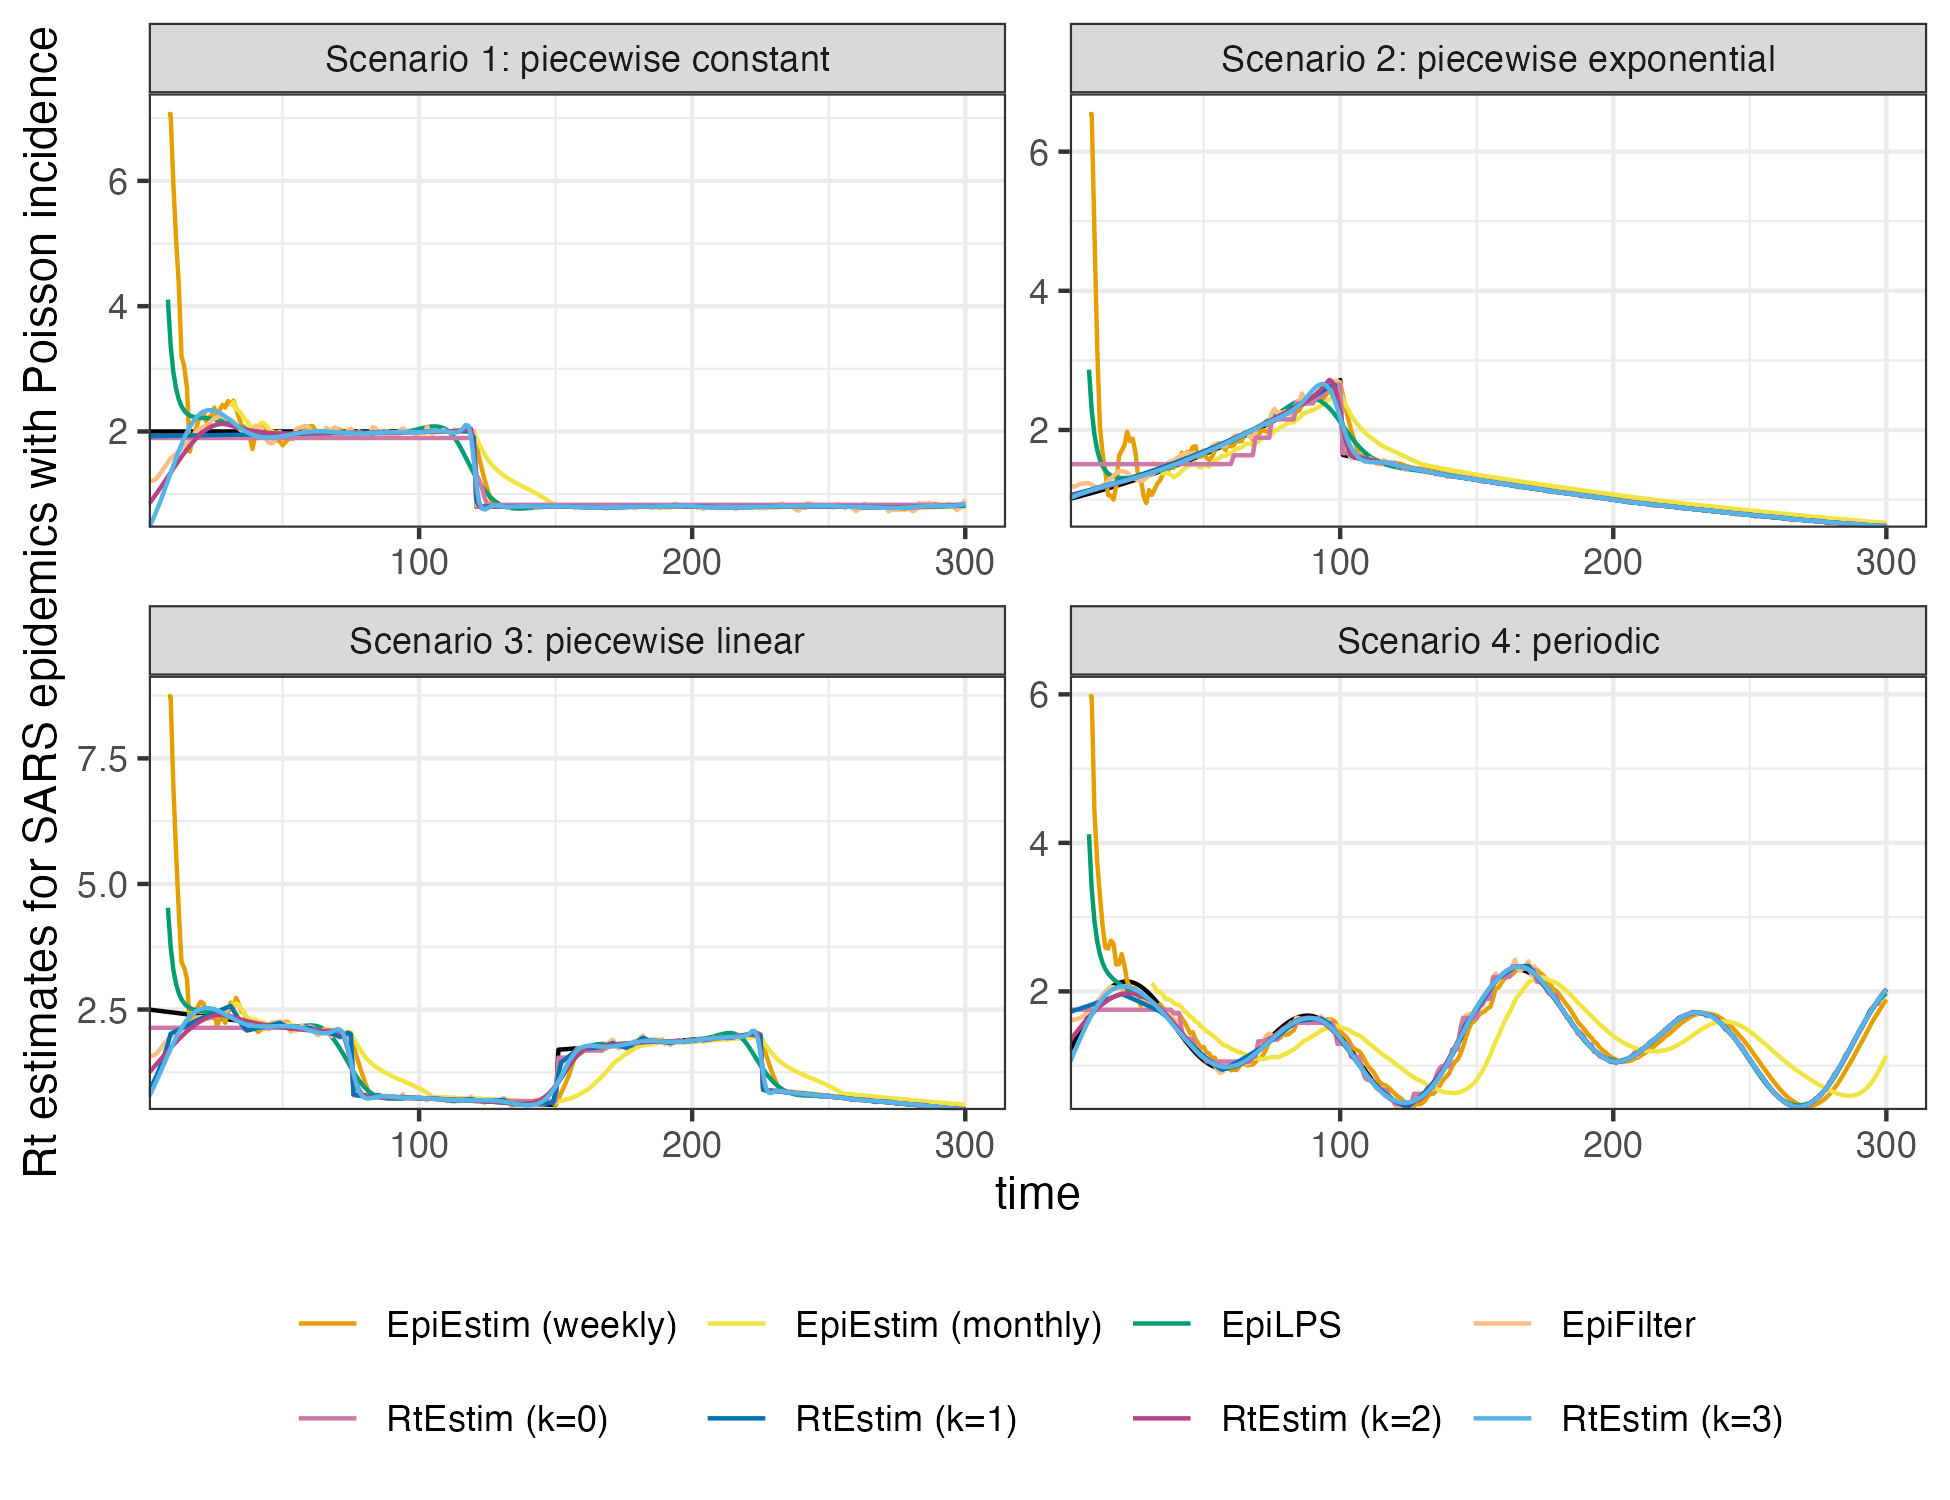 Rt estimates for SARS epidemics with Poisson incidence
Scenario 1: piecewise constant
6
4
2
100
200
300
Scenario 2: piecewise exponential
6
4
2
100
200
300
Scenario 3: piecewise linear
7.5
5.0
2.5
100
200
300
Scenario 4: periodic
6
4
2
100
200
300
time
EpiEstim (weekly)
EpiEstim (monthly)
EpiLPS
EpiFilter
RtEstim (k=0)
RtEstim (k=1)
RtEstim (k=2)
RtEstim (k=3)